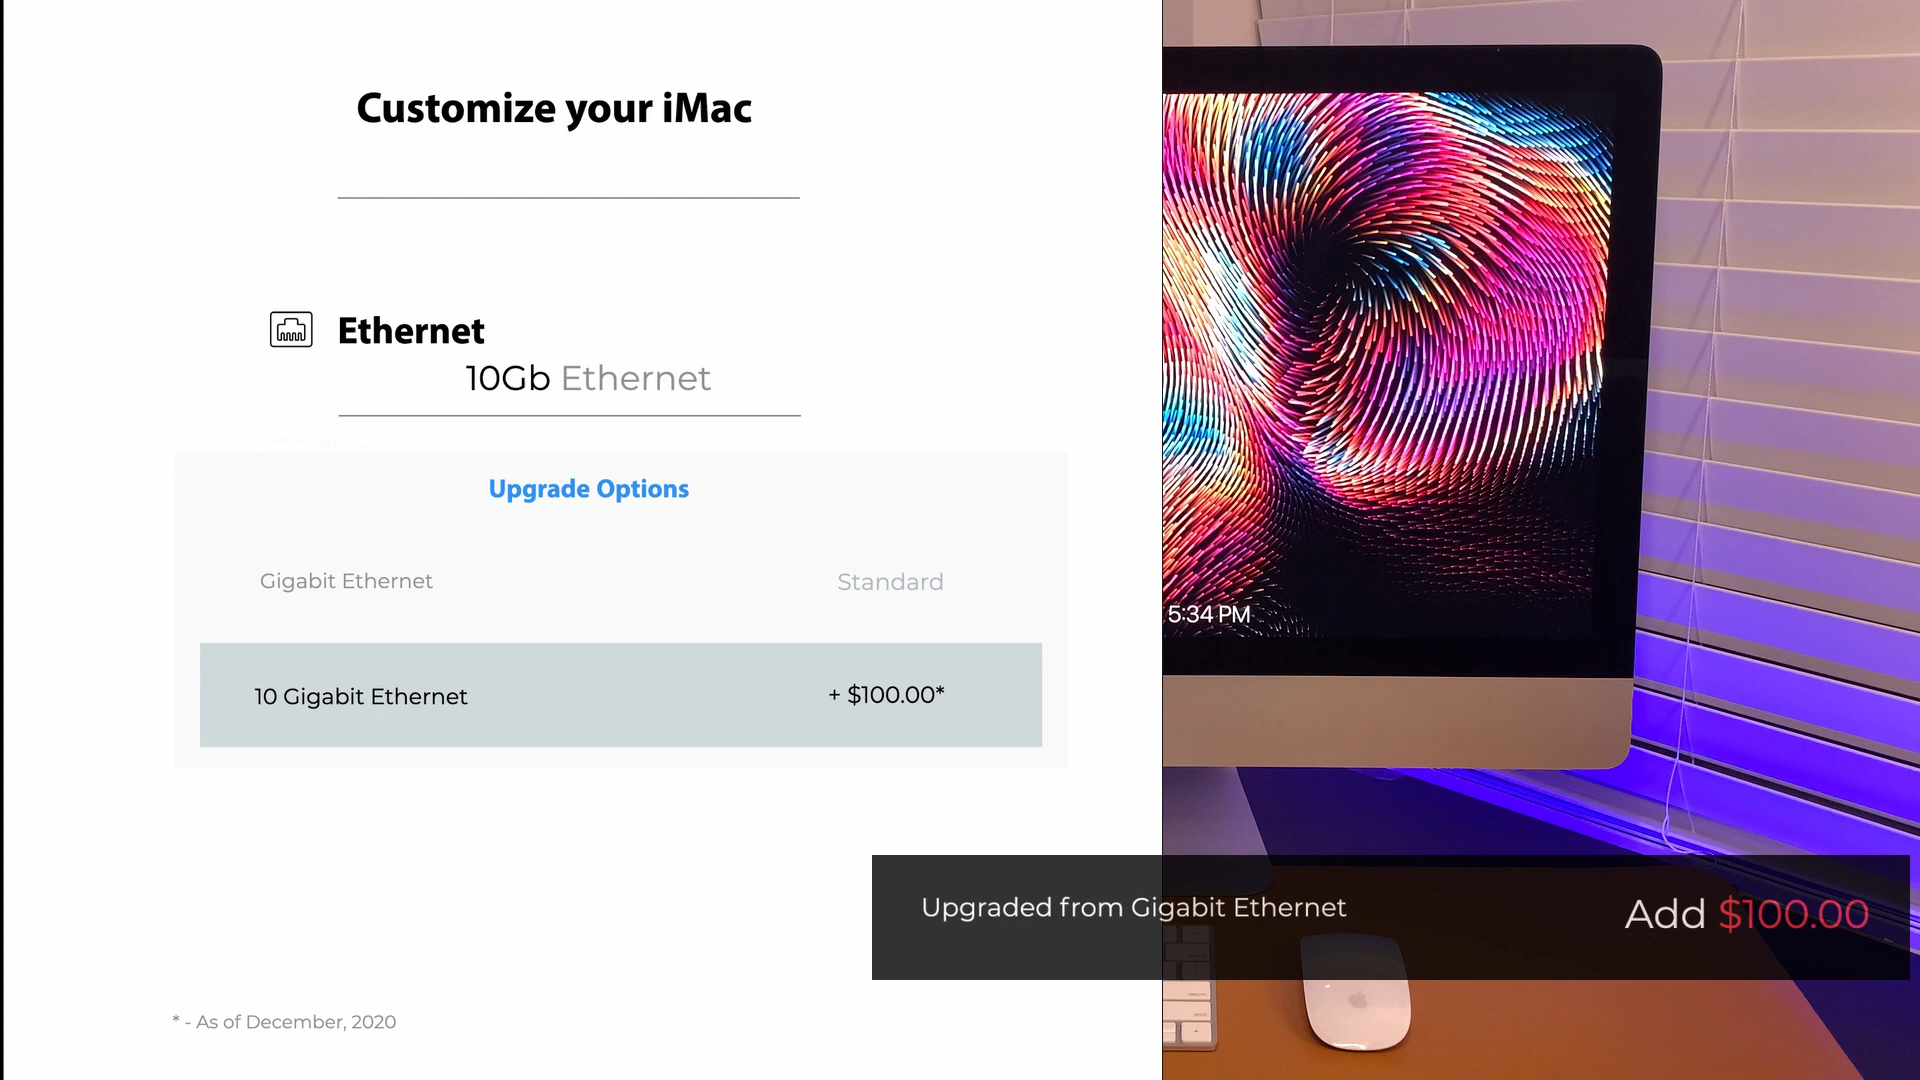 Customize your iMac
Ethernet
10Gb Ethernet
Upgrade Options
Gigabit Ethernet Standard
10 Gigabit Ethernet + $100.00*
5:34 PM
Upgraded from Gigabit Ethernet Add $100.00
* - As of December, 2020